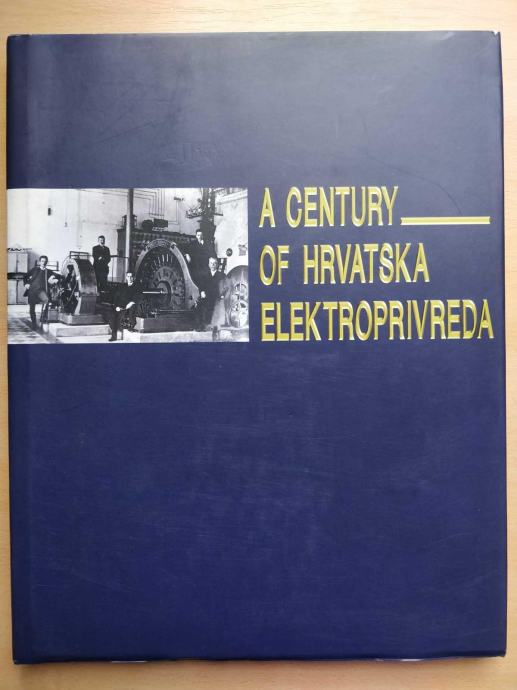 A CENTURY
OF HRVATSKA
ELEKTROPRIVREDA